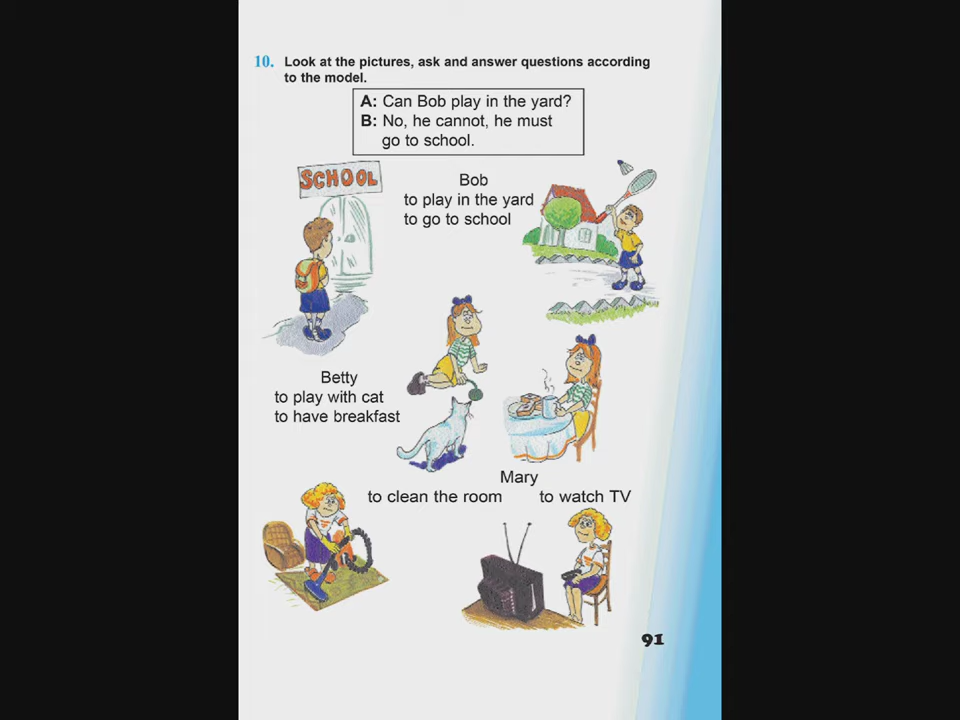 10. Look at the pictures, ask and answer questions according
to the model.
A: Can Bob play in the yard?
B: No, he cannot, he must
go to school.
SCHOOL
Bob
to play in the yard
to go to school
Betty
to play with cat
to have breakfast
Mary
to clean the room to watch TV
91